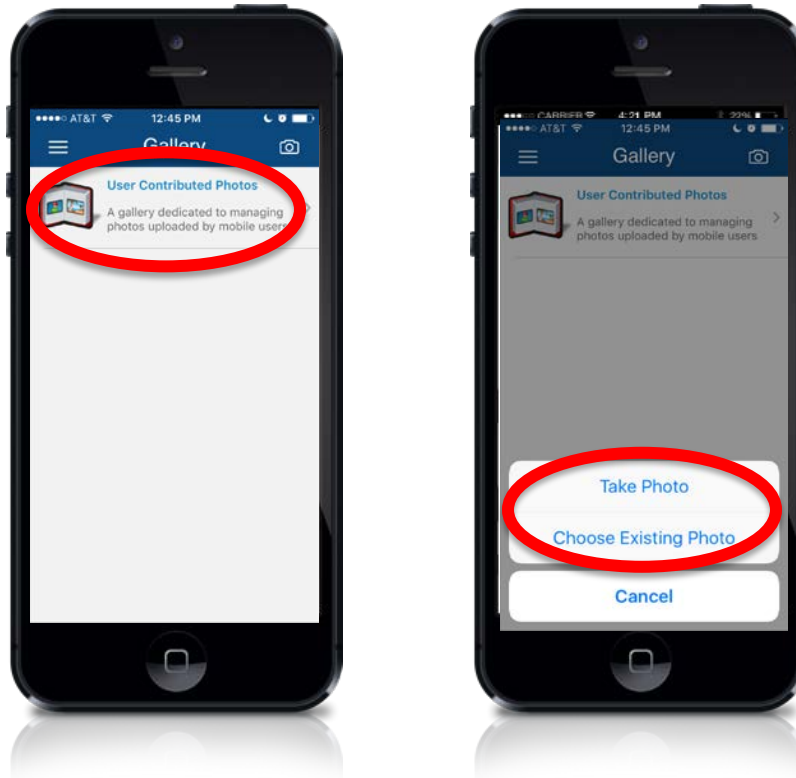 AT&T 12:45 PM
Gallery
User Contributed Photos
A gallery dedicated to managing
photos uploaded by mobile users
CARRIER 4:21 PM 22%
AT&T 12:45 PM
Gallery
User Contributed Photos
A gallery dedicated to managing
photos uploaded by mobile users
Take Photo
Choose Existing Photo
Cancel